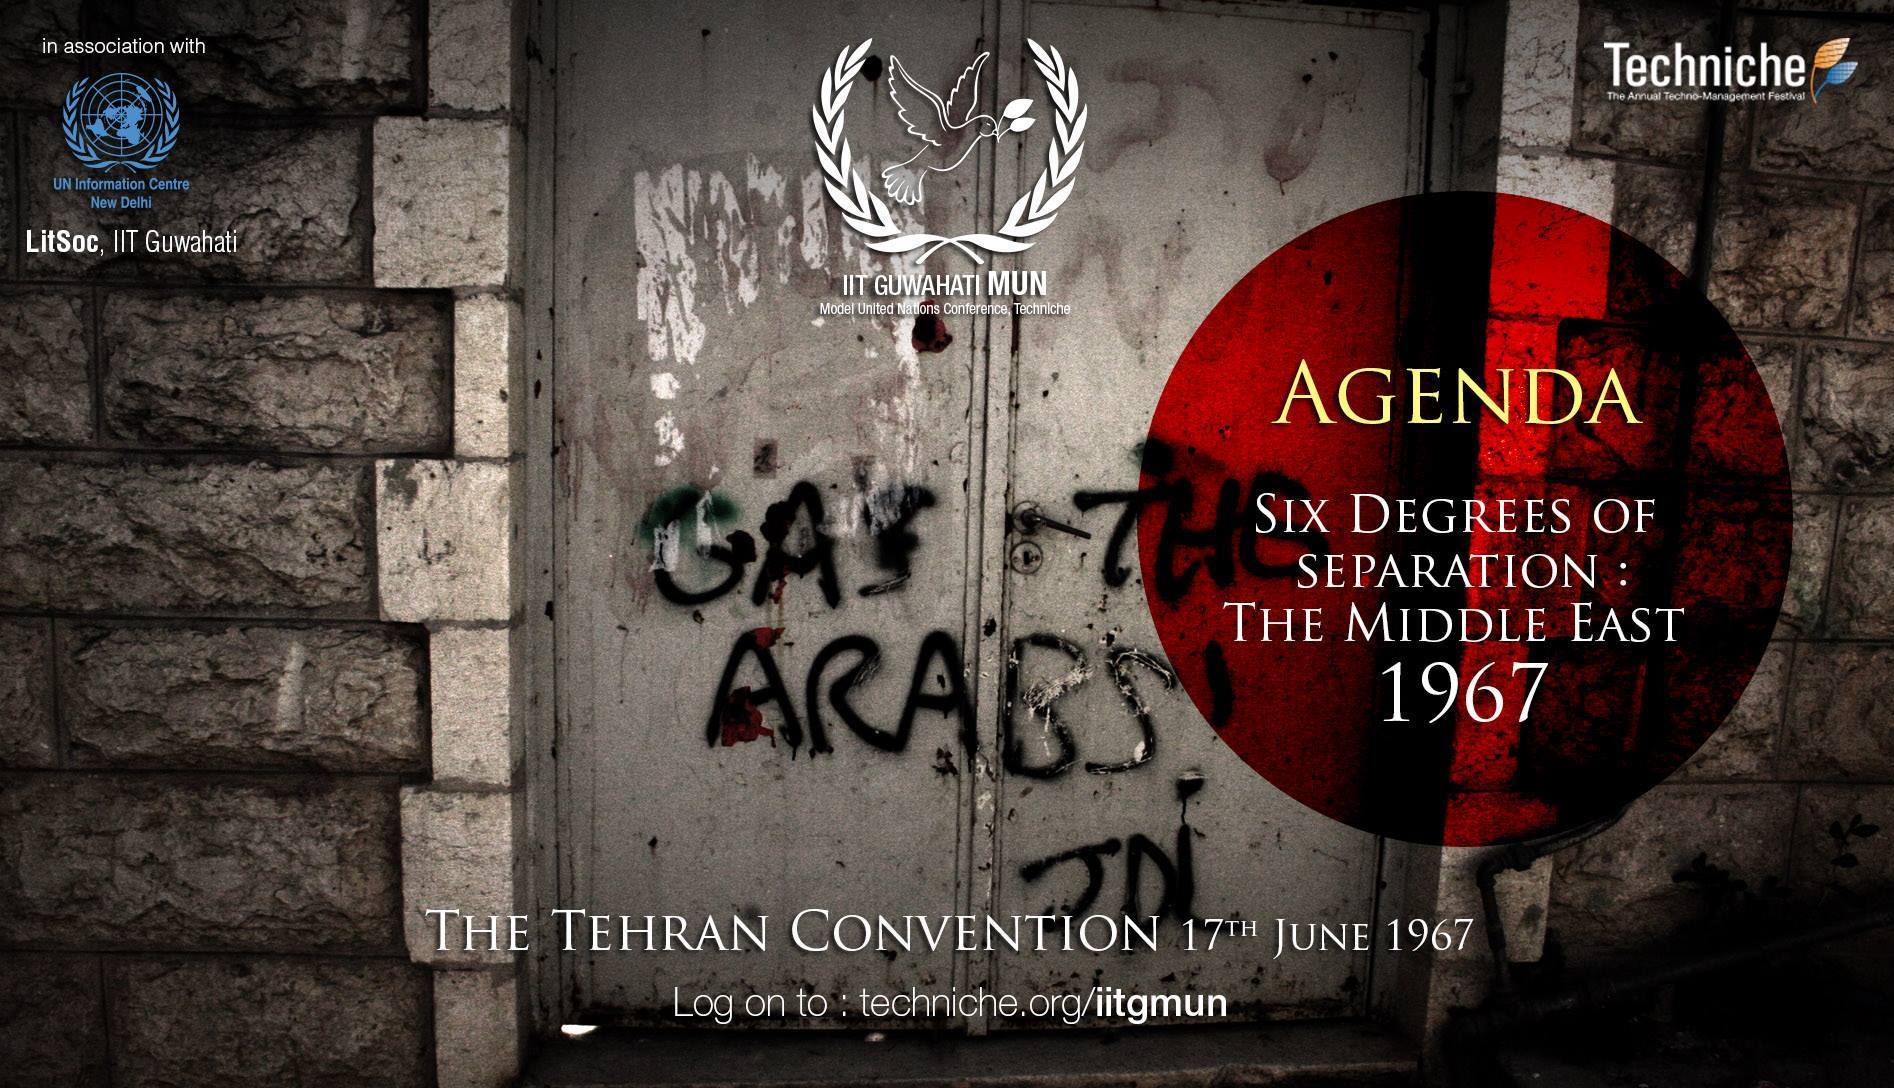 in association with
UN Information Centre
New Delhi
LitSoc, IIT Guwahati
IIT GUWAHATI MUN
Model United Nations Conference, Techniche
Techniche
The Annual Techno-Management Festival
AGENDA
SIX DEGREES OF
SEPARATION :
THE MIDDLE EAST
1967
GAS THE
ARABS!
JDL
THE TEHRAN CONVENTION 17TH JUNE 1967
Log on to : techniche.org/iitgmun